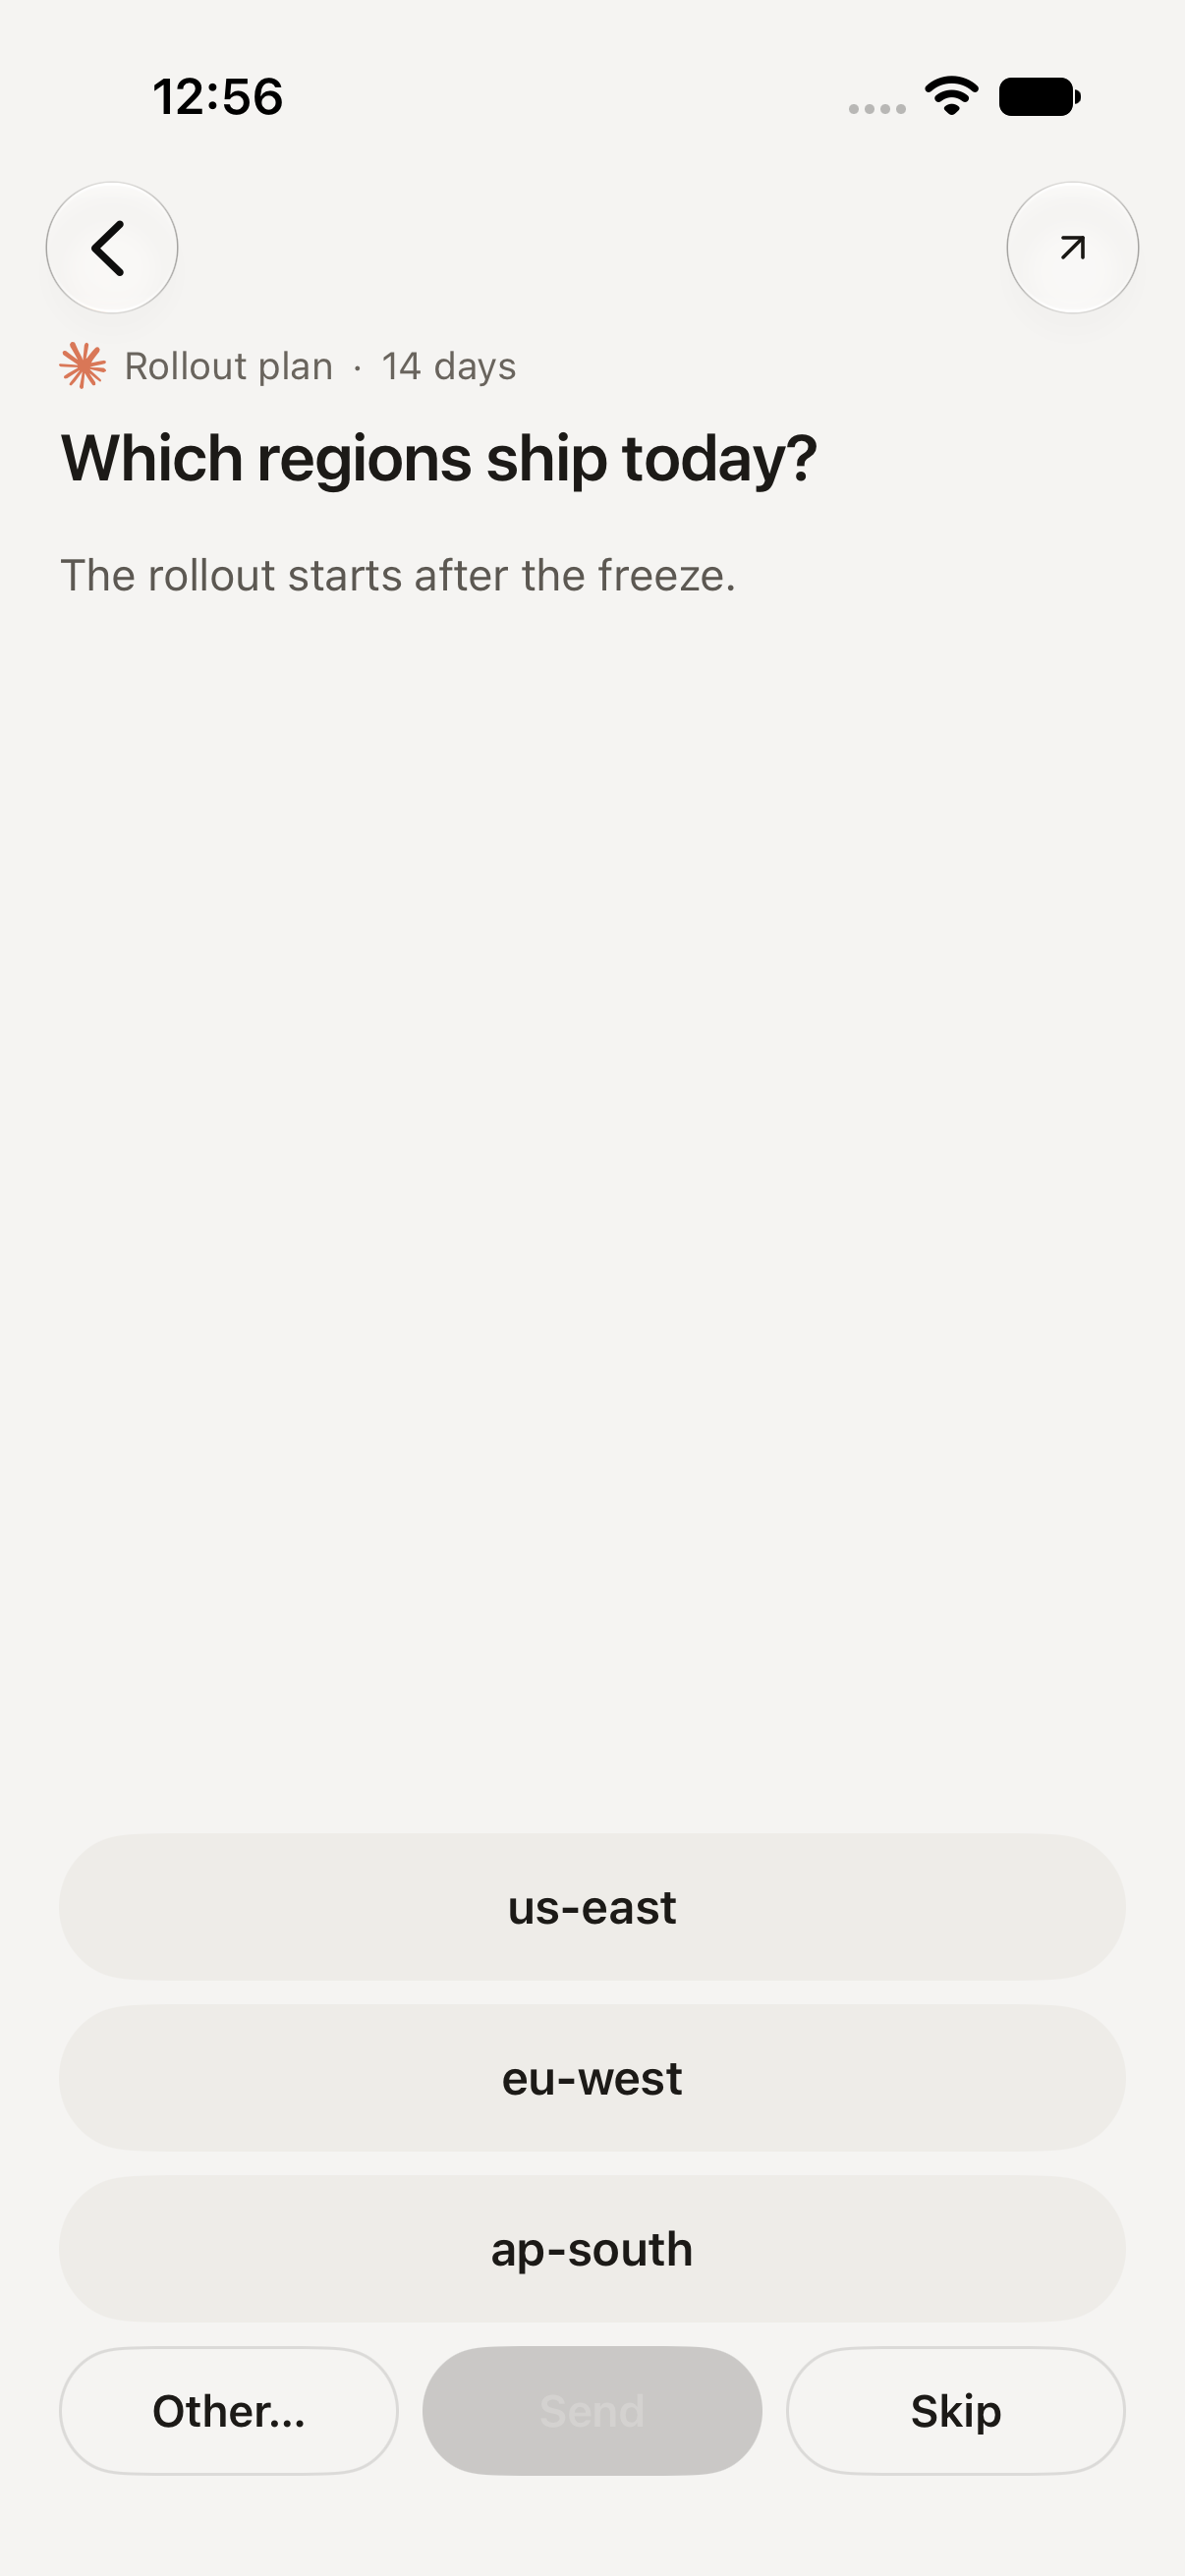 12:56
Rollout plan · 14 days
Which regions ship today?
The rollout starts after the freeze.
us-east
eu-west
ap-south
Other...
Send
Skip